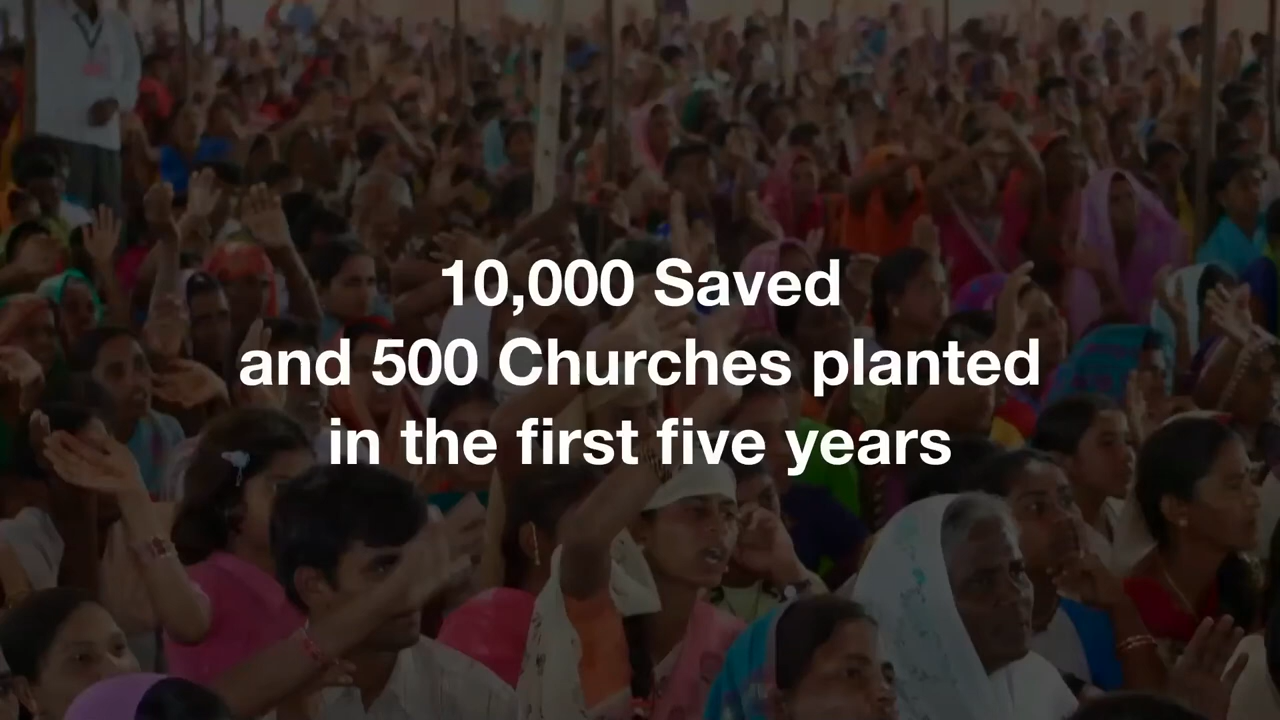 10,000 Saved
and 500 Churches planted
in the first five years